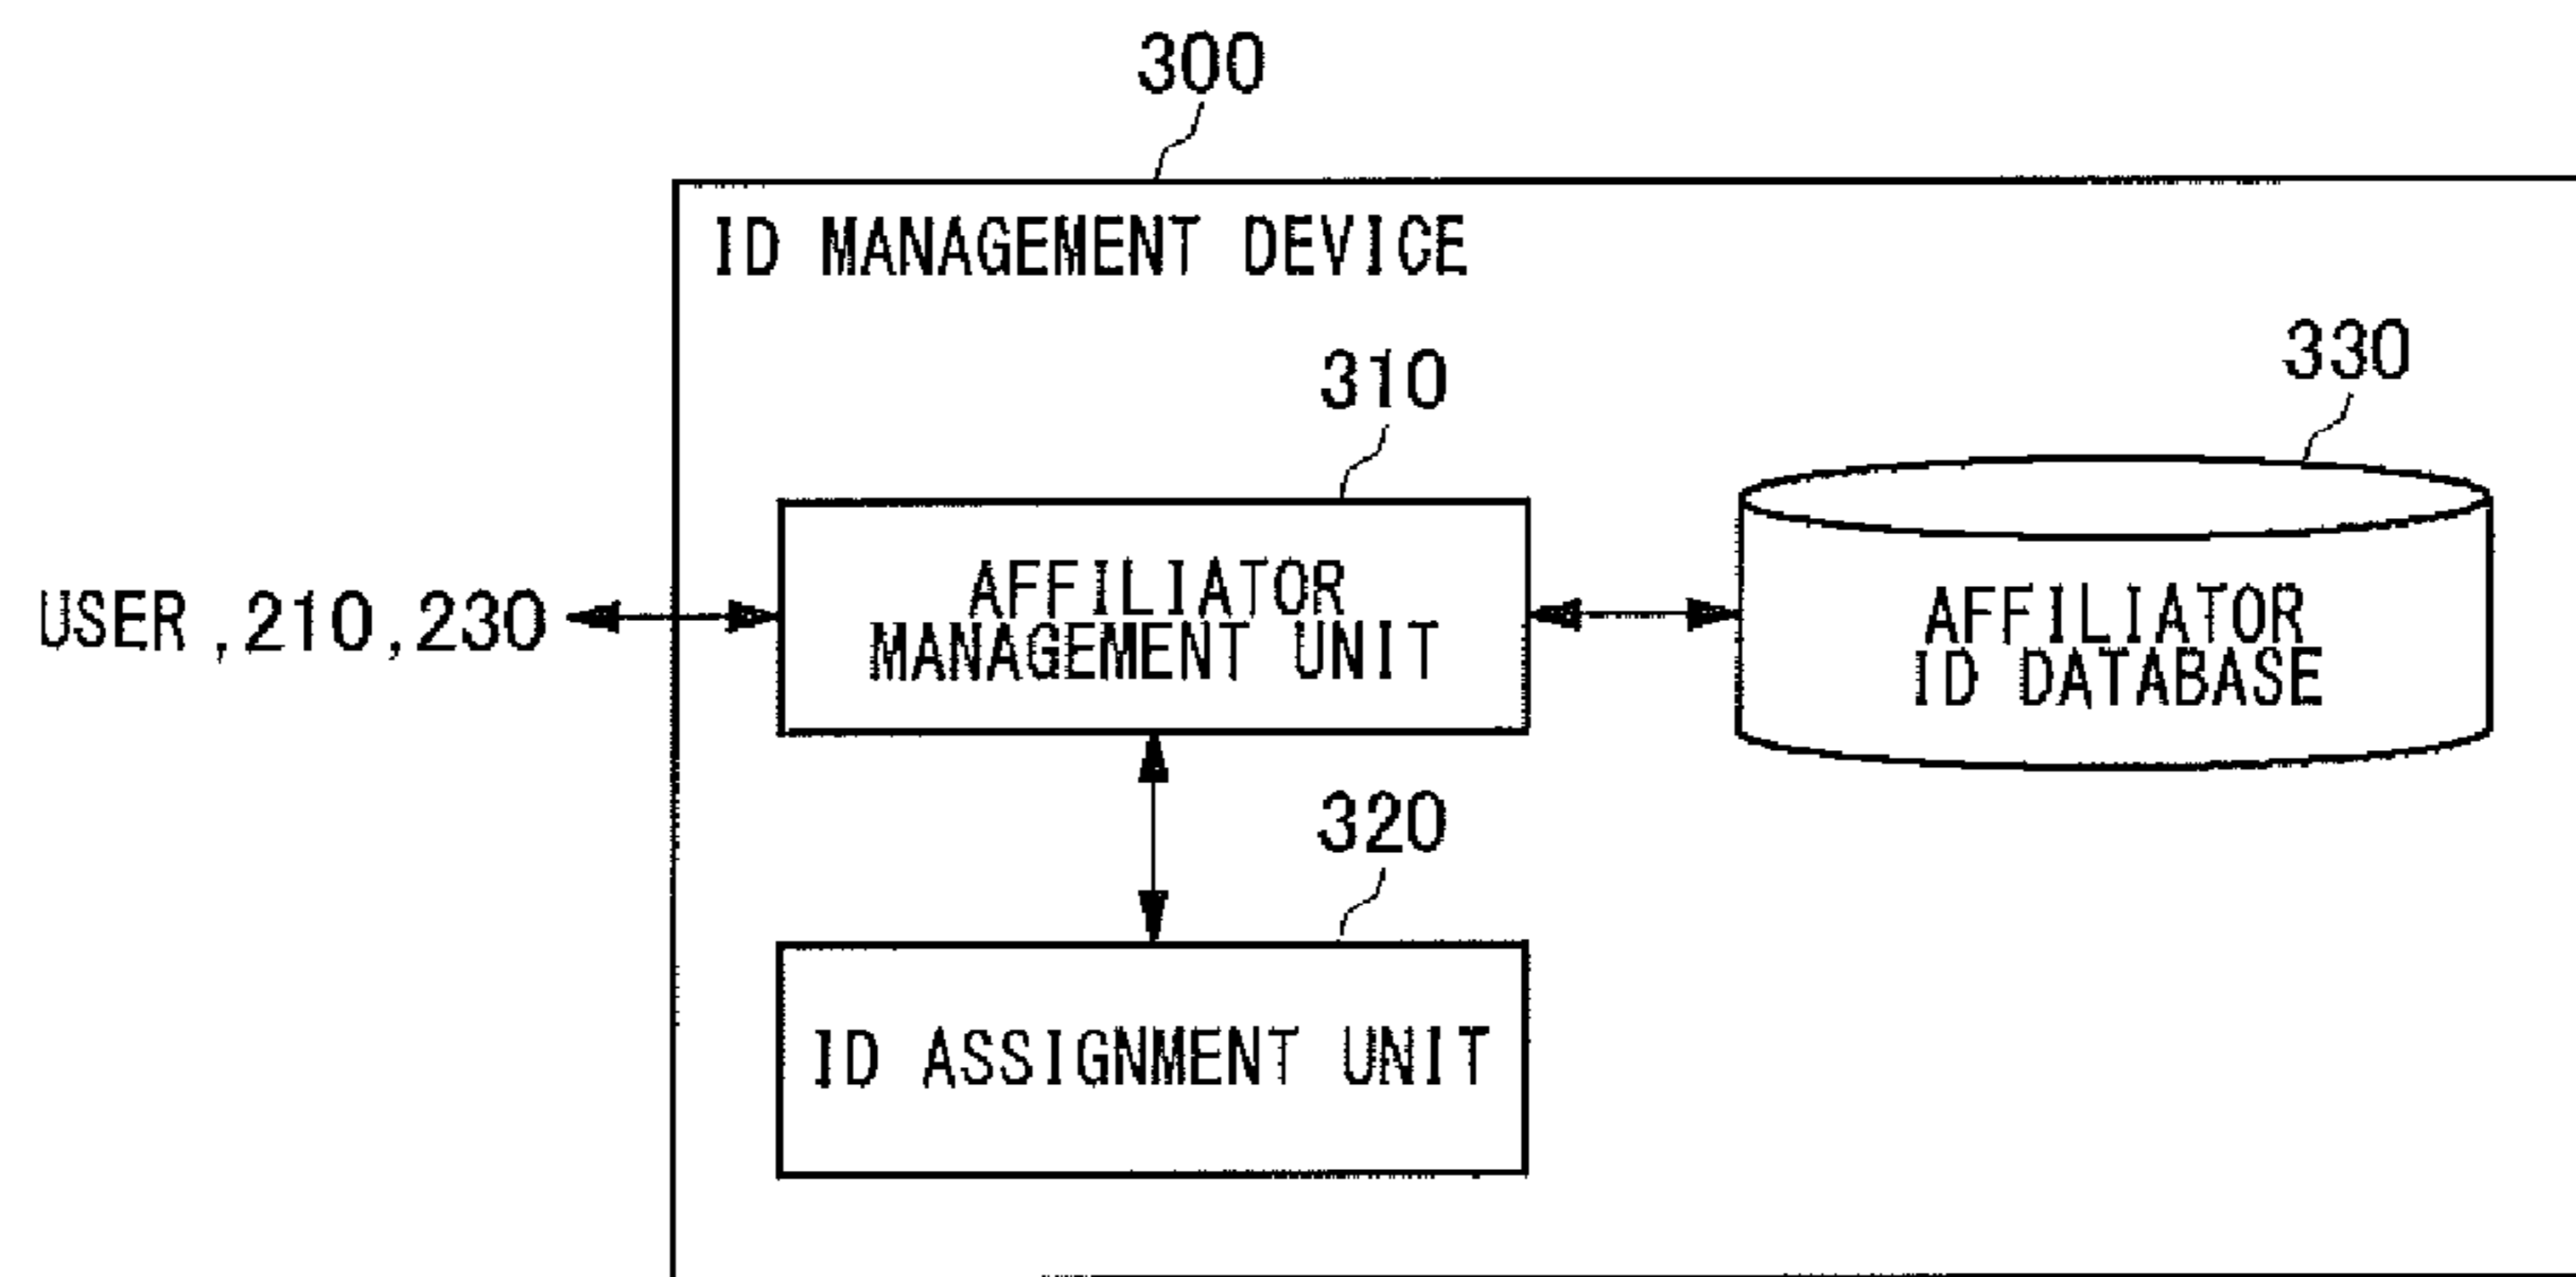 300
ID MANAGEMENT DEVICE
310
330
USER ,210,230
AFFILIATOR
MANAGEMENT UNIT
AFFILIATOR
ID DATABASE
320
ID ASSIGNMENT UNIT